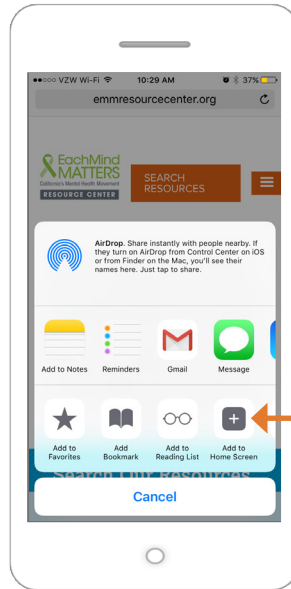 ●●○○○ VZW Wi-Fi 10:29 AM 37%
emmresourcecenter.org
EachMind
MATTERS
California's Mental Health Movement
RESOURCE CENTER
SEARCH
RESOURCES
AirDrop. Share instantly with people nearby. If
they turn on AirDrop from Control Center on iOS
or from Finder on the Mac, you'll see their
names here. Just tap to share.
Add to Notes Reminders Gmail Message
Add to
Favorites
Add
Bookmark
Add to
Reading List
Add to
Home Screen
Search Our Resources
Cancel